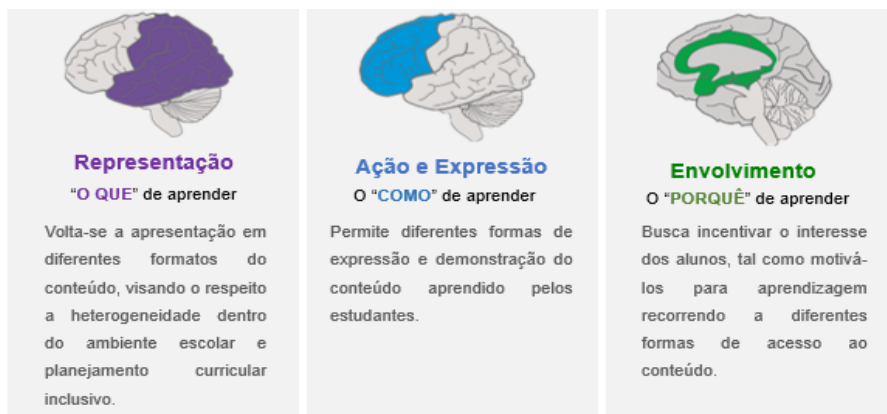 Representação
“O QUE” de aprender
Volta-se a apresentação em
diferentes formatos do
conteúdo, visando o respeito
a heterogeneidade dentro
do ambiente escolar e
planejamento curricular
inclusivo.
Ação e Expressão
O “COMO” de aprender
Permite diferentes formas de
expressão e demonstração do
conteúdo aprendido pelos
estudantes.
Envolvimento
O “PORQUÊ” de aprender
Busca incentivar o interesse
dos alunos, tal como motivá-
los para aprendizagem
recorrendo a diferentes
formas de acesso ao
conteúdo.